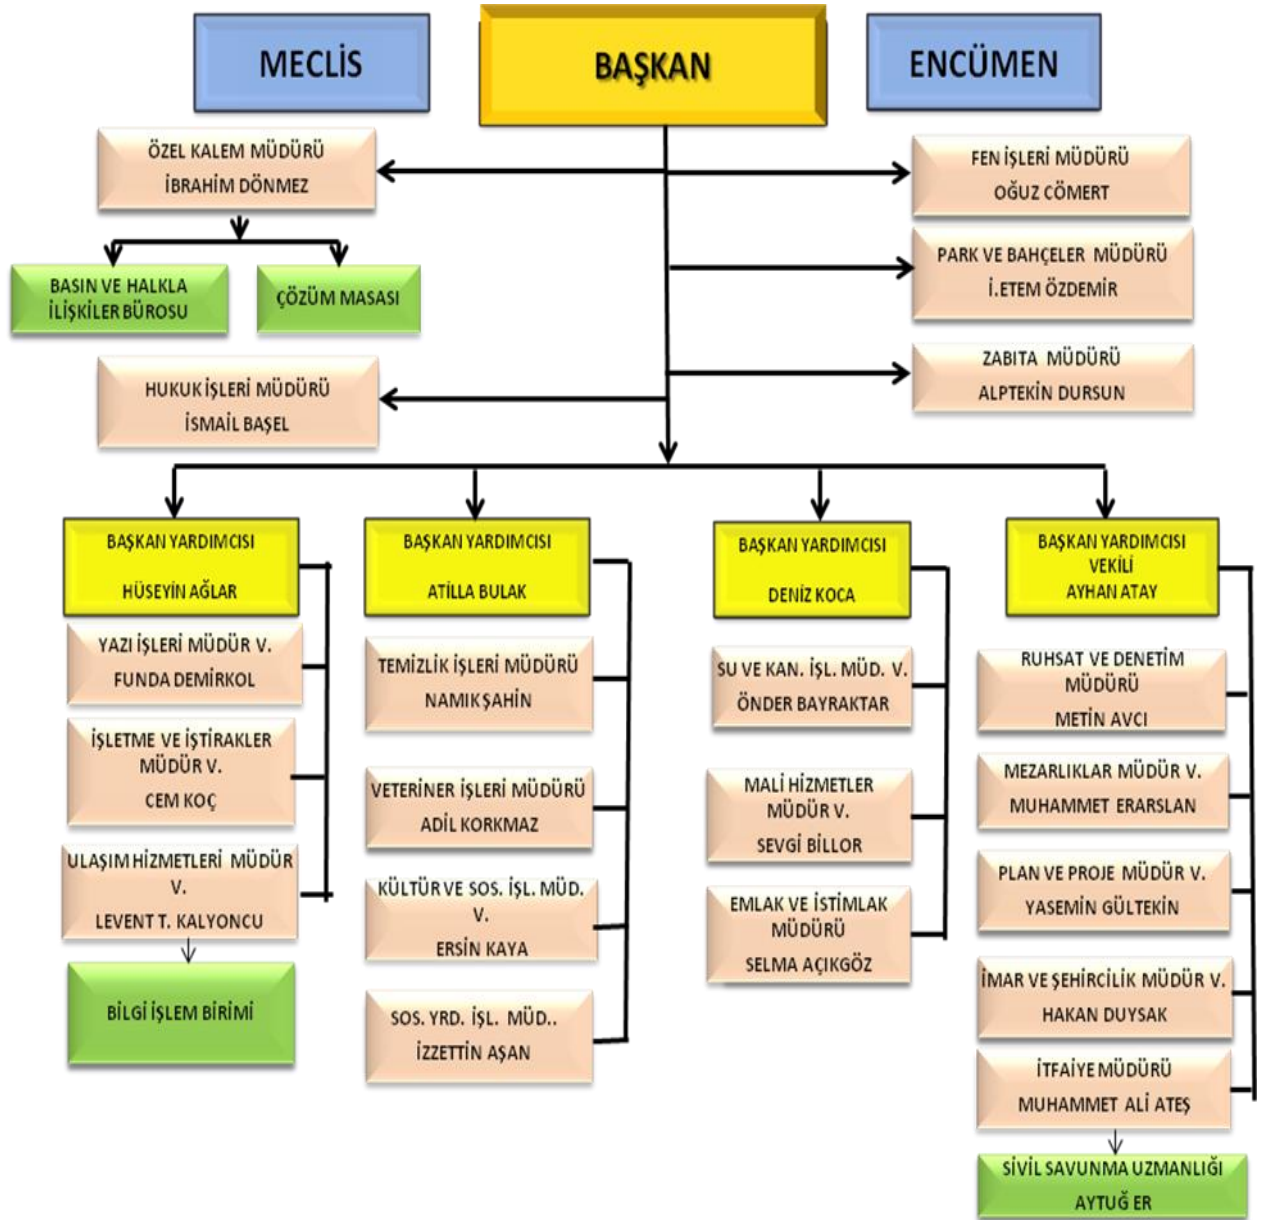 MECLİS
BAŞKAN
ENCÜMEN
ÖZEL KALEM MÜDÜRÜ
İBRAHİM DÖNMEZ
FEN İŞLERİ MÜDÜRÜ
OĞUZ CÖMERT
BASIN VE HALKLA
İLİŞKİLER BÜROSU
ÇÖZÜM MASASI
PARK VE BAHÇELER MÜDÜRÜ
İ.ETEM ÖZDEMİR
HUKUK İŞLERİ MÜDÜRÜ
İSMAİL BAŞEL
ZABITA MÜDÜRÜ
ALPTEKİN DURSUN
BAŞKAN YARDIMCISI
HÜSEYİN AĞLAR
YAZI İŞLERİ MÜDÜR V.
FUNDA DEMİRKOL
İŞLETME VE İŞTİRAKLER
MÜDÜR V.
CEM KOÇ
ULAŞIM HİZMETLERİ MÜDÜR
V.
LEVENT T. KALYONCU
BİLGİ İŞLEM BİRİMİ
BAŞKAN YARDIMCISI
ATİLLA BULAK
TEMİZLİK İŞLERİ MÜDÜRÜ
NAMIK ŞAHİN
VETERİNER İŞLERİ MÜDÜRÜ
ADİL KORKMAZ
KÜLTÜR VE SOS. İŞL. MÜD.
V.
ERSİN KAYA
SOS. YRD. İŞL. MÜD..
İZZETTİN AŞAN
BAŞKAN YARDIMCISI
DENİZ KOCA
SU VE KAN. İŞL. MÜD. V.
ÖNDER BAYRAKTAR
MALİ HİZMETLER
MÜDÜR V.
SEVGİ BİLLOR
EMLAK VE İSTİMLAK
MÜDÜRÜ
SELMA AÇIKGÖZ
BAŞKAN YARDIMCISI
VEKİLİ
AYHAN ATAY
RUHSAT VE DENETİM
MÜDÜRÜ
METİN AVCI
MEZARLIKLAR MÜDÜR V.
MUHAMMET ERARSLAN
PLAN VE PROJE MÜDÜR V.
YASEMİN GÜLTEKİN
İMAR VE ŞEHİRCİLİK MÜDÜR V.
HAKAN DUYSAK
İTFAİYE MÜDÜRÜ
MUHAMMET ALİ ATEŞ
SİVİL SAVUNMA UZMANLIĞI
AYTUĞ ER